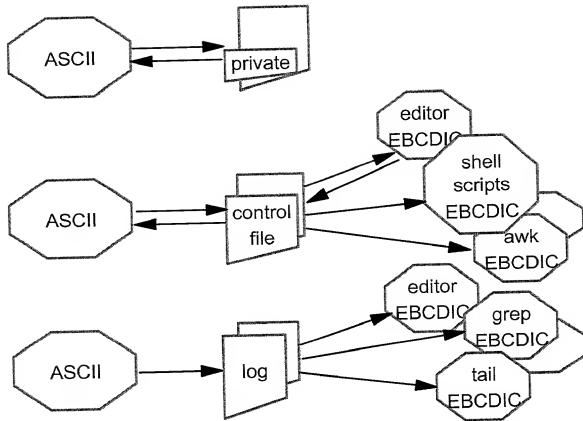 ASCII
private
editor
EBCDIC
shell
scripts
EBCDIC
ASCII
control
file
awk
EBCDIC
editor
EBCDIC
grep
EBCDIC
ASCII
log
tail
EBCDIC